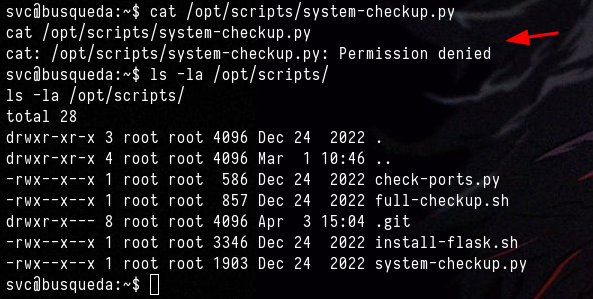 svc@busqueda:~$ cat /opt/scripts/system-checkup.py
cat /opt/scripts/system-checkup.py
cat: /opt/scripts/system-checkup.py: Permission denied
svc@busqueda:~$ ls -la /opt/scripts/
ls -la /opt/scripts/
total 28
drwxr-xr-x 3 root root 4096 Dec 24  2022 .
drwxr-xr-x 4 root root 4096 Mar  1 10:46 ..
-rwx--x--x 1 root root  586 Dec 24  2022 check-ports.py
-rwx--x--x 1 root root  857 Dec 24  2022 full-checkup.sh
drwxr-x--- 8 root root 4096 Apr  3 15:04 .git
-rwx--x--x 1 root root 3346 Dec 24  2022 install-flask.sh
-rwx--x--x 1 root root 1903 Dec 24  2022 system-checkup.py
svc@busqueda:~$